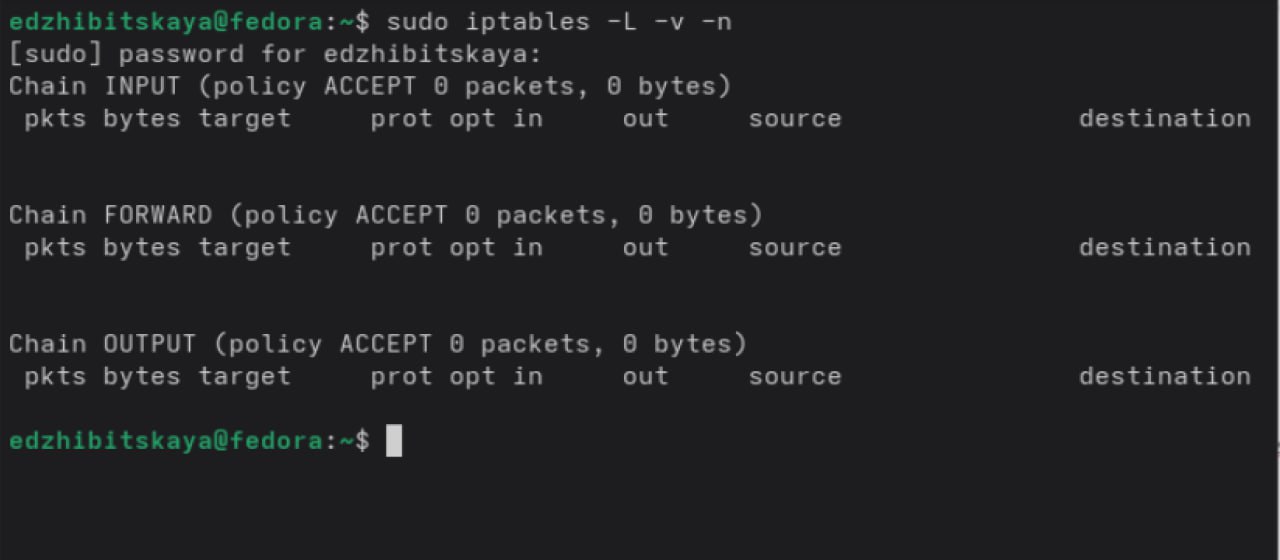 edzhibitskaya@fedora:~$ sudo iptables -L -v -n
[sudo] password for edzhibitskaya:
Chain INPUT (policy ACCEPT 0 packets, 0 bytes)
 pkts bytes target     prot opt in     out     source               destination
Chain FORWARD (policy ACCEPT 0 packets, 0 bytes)
 pkts bytes target     prot opt in     out     source               destination
Chain OUTPUT (policy ACCEPT 0 packets, 0 bytes)
 pkts bytes target     prot opt in     out     source               destination
edzhibitskaya@fedora:~$